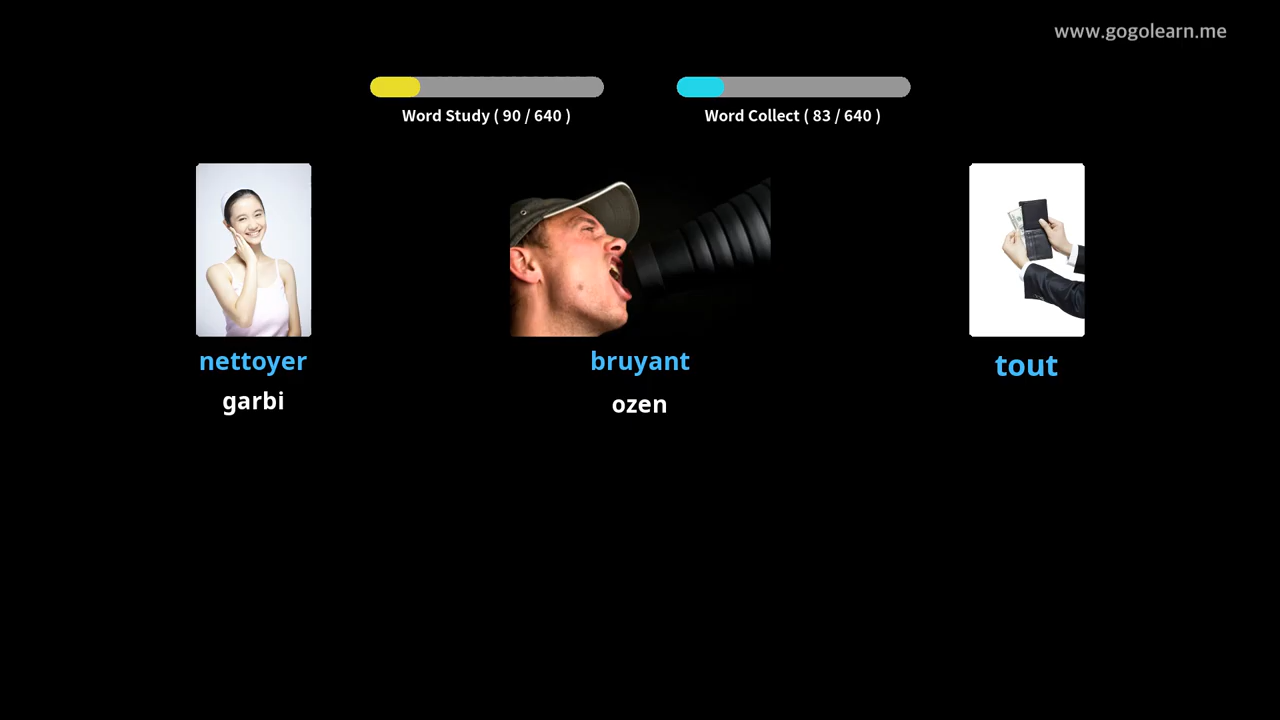 www.gogolearn.me
Word Study ( 90 / 640 )
Word Collect ( 83 / 640 )
nettoyer
garbi
bruyant
ozen
tout